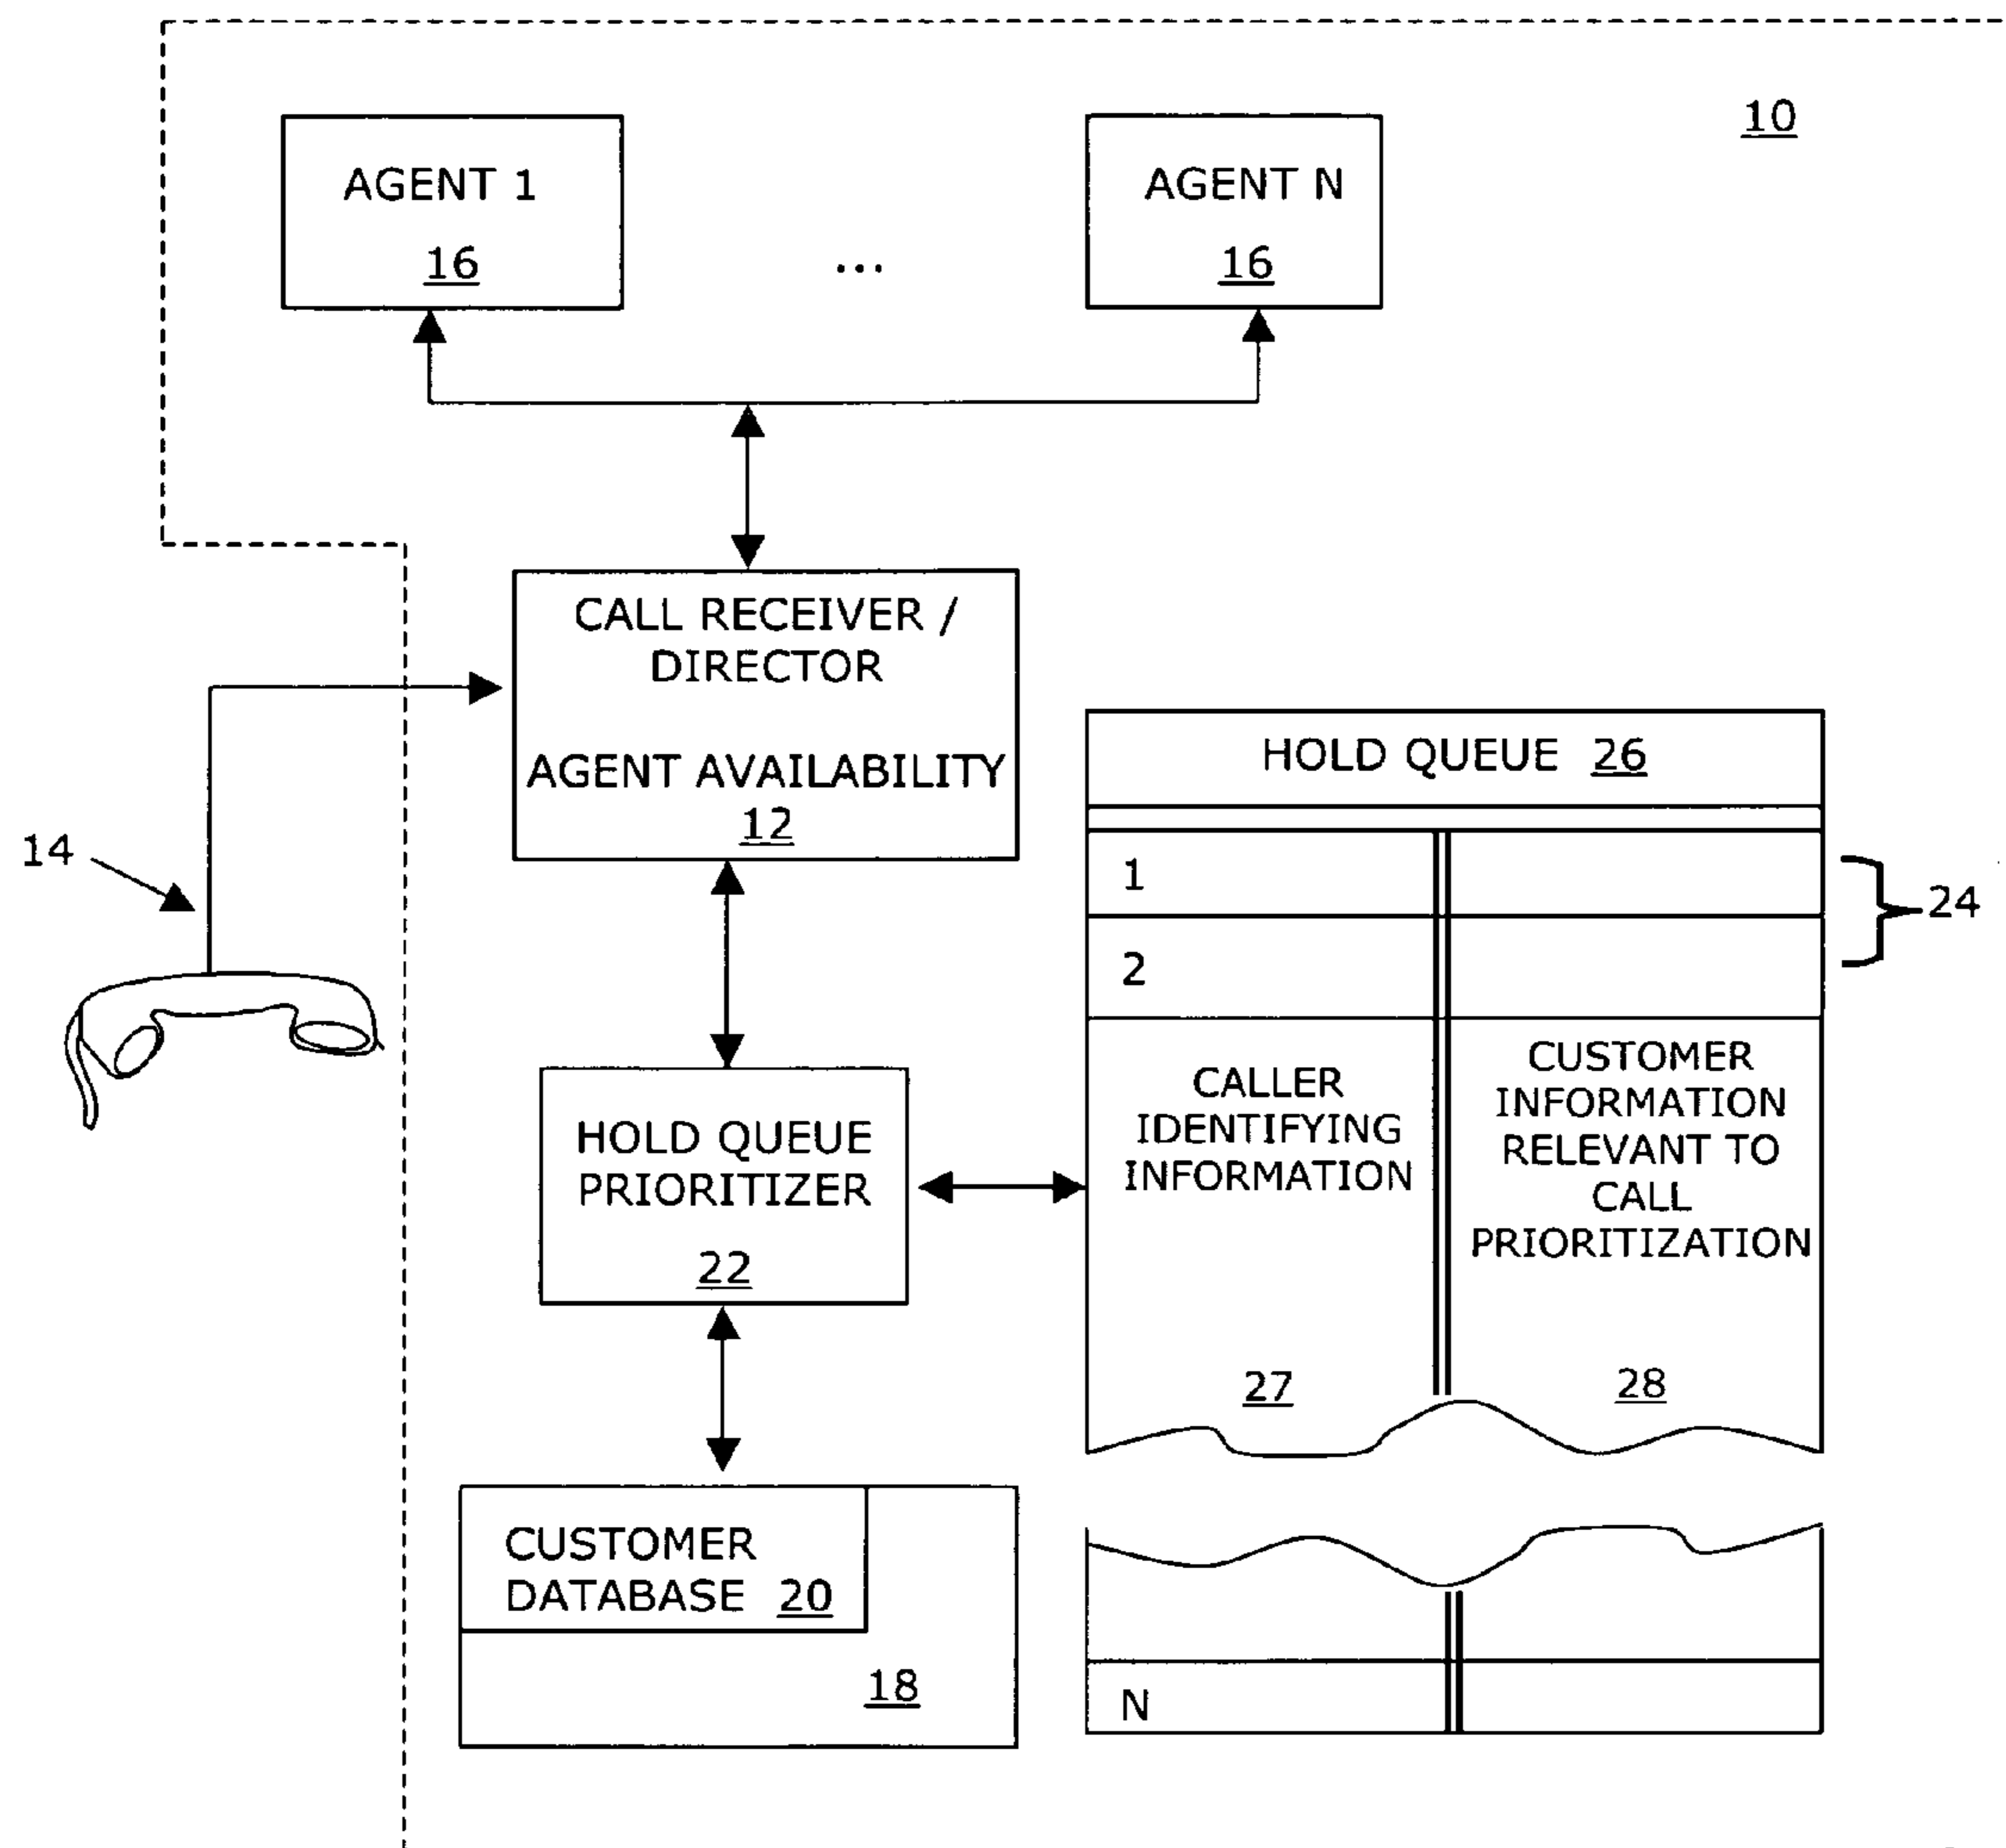 10
AGENT 1
16
...
AGENT N
16
CALL RECEIVER /
DIRECTOR
AGENT AVAILABILITY
12
14
HOLD QUEUE 26
1
2
24
CALLER
IDENTIFYING
INFORMATION
27
CUSTOMER
INFORMATION
RELEVANT TO
CALL
PRIORITIZATION
28
N
HOLD QUEUE
PRIORITIZER
22
CUSTOMER
DATABASE 20
18